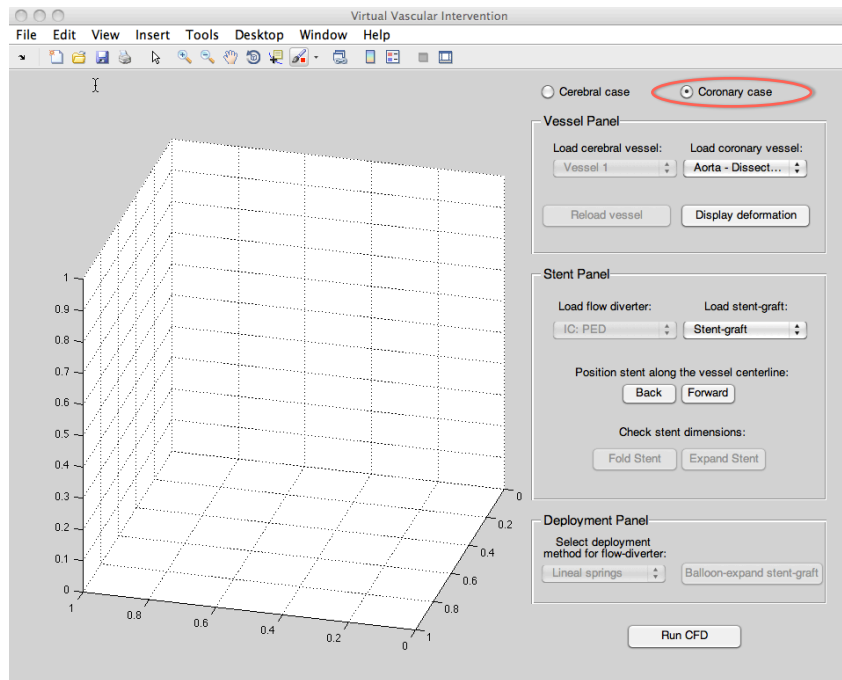 Virtual Vascular Intervention
File Edit View Insert Tools Desktop Window Help
Cerebral case Coronary case
Vessel Panel
Load cerebral vessel: Load coronary vessel:
Vessel 1 Aorta - Dissect...
Reload vessel Display deformation
Stent Panel
Load flow diverter: Load stent-graft:
IC: PED Stent-graft
Position stent along the vessel centerline:
Back Forward
Check stent dimensions:
Fold Stent Expand Stent
Deployment Panel
Select deployment
method for flow-diverter:
Lineal springs Balloon-expand stent-graft
Run CFD
1
0.9
0.8
0.7
0.6
0.5
0.4
0.3
0.2
0.1
0
1
0.8
0.6
0.4
0.2
0
0
0.2
0.4
0.6
0.8
1